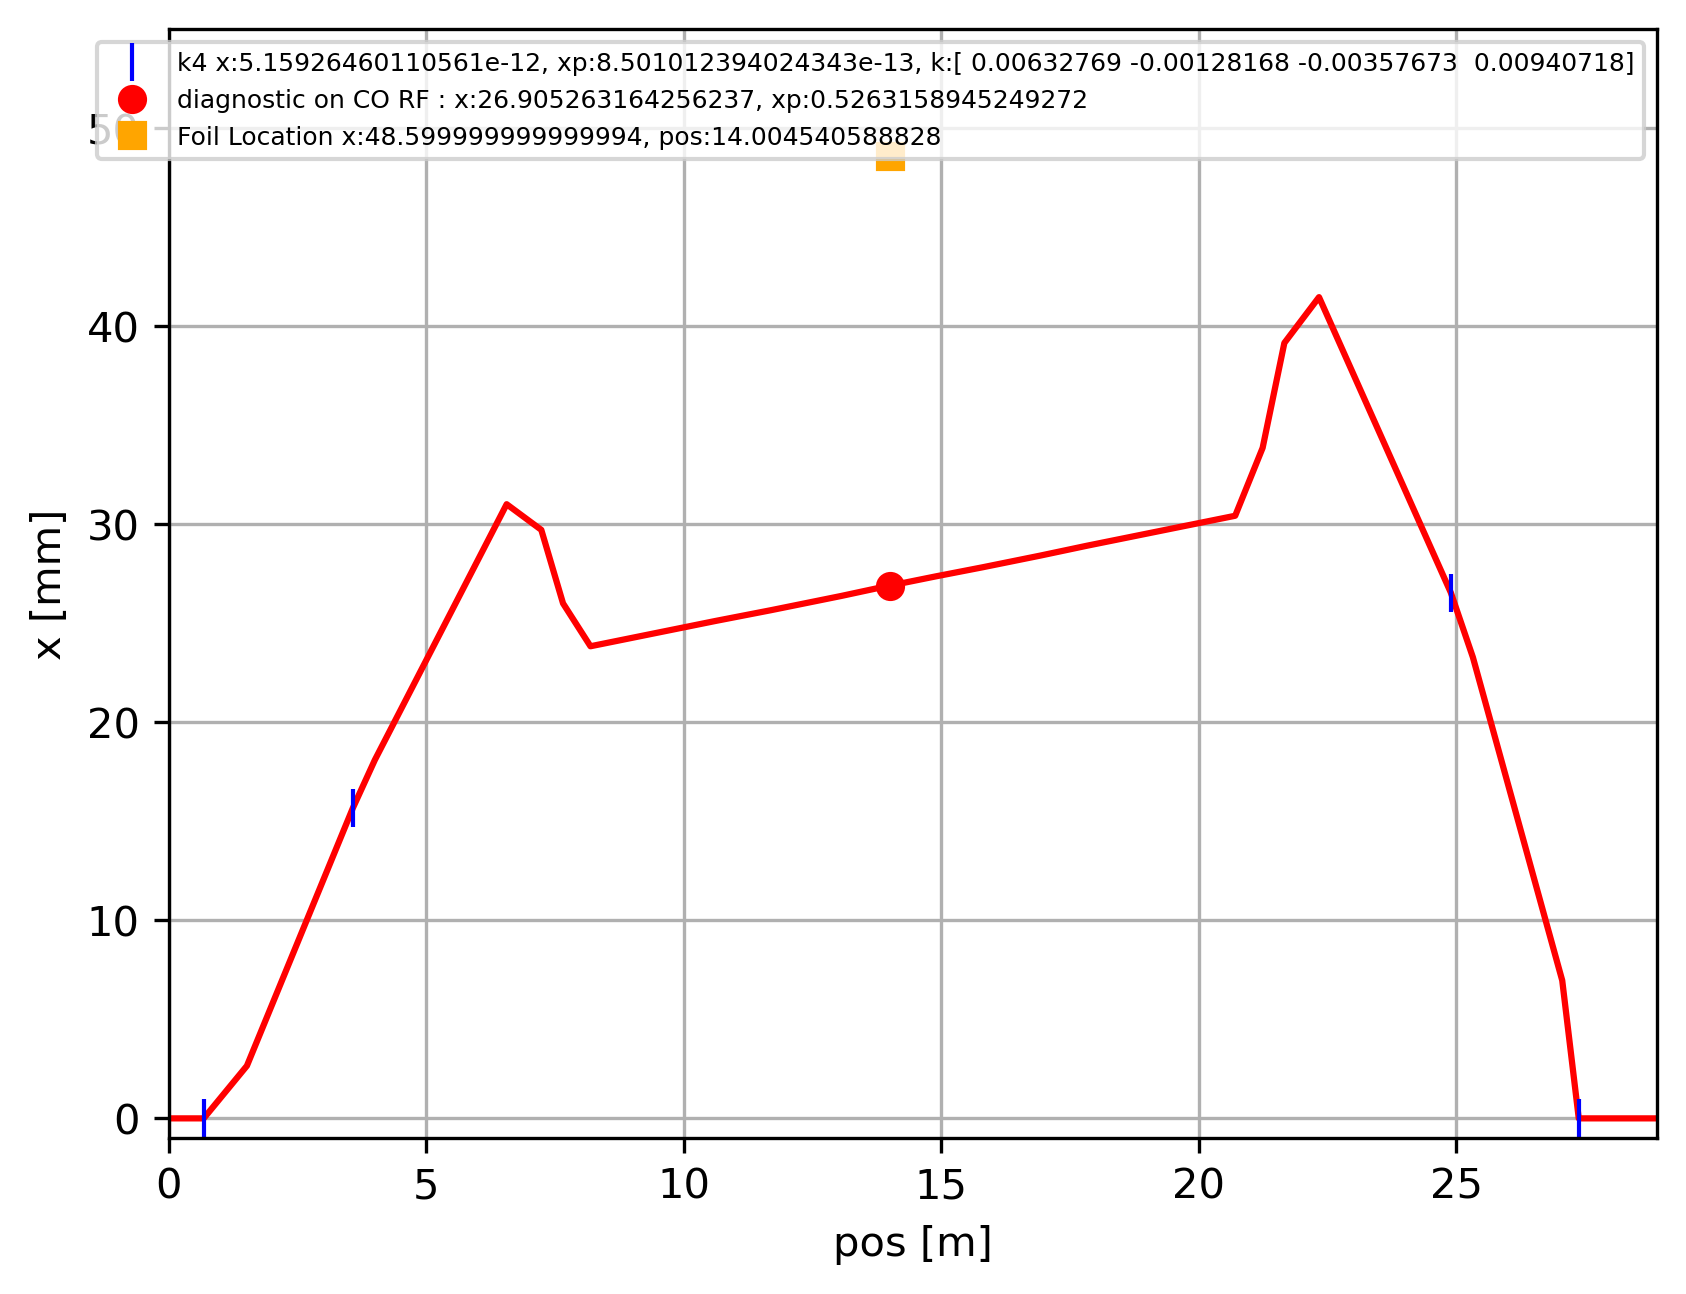 k4 x:5.15926460110561e-12, xp:8.501012394024343e-13, k:[ 0.00632769 -0.00128168 -0.00357673  0.00940718]
diagnostic on CO RF : x:26.905263164256237, xp:0.5263158945249272
Foil Location x:48.599999999999994, pos:14.004540588828
50
40
30
20
10
0
x [mm]
0 5 10 15 20 25
pos [m]